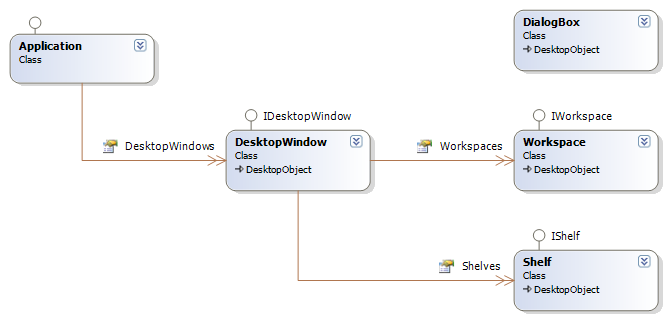 Application
Class
DialogBox
Class
DesktopObject
DesktopWindows
IDesktopWindow
DesktopWindow
Class
DesktopObject
Workspaces
IWorkspace
Workspace
Class
DesktopObject
Shelves
IShelf
Shelf
Class
DesktopObject